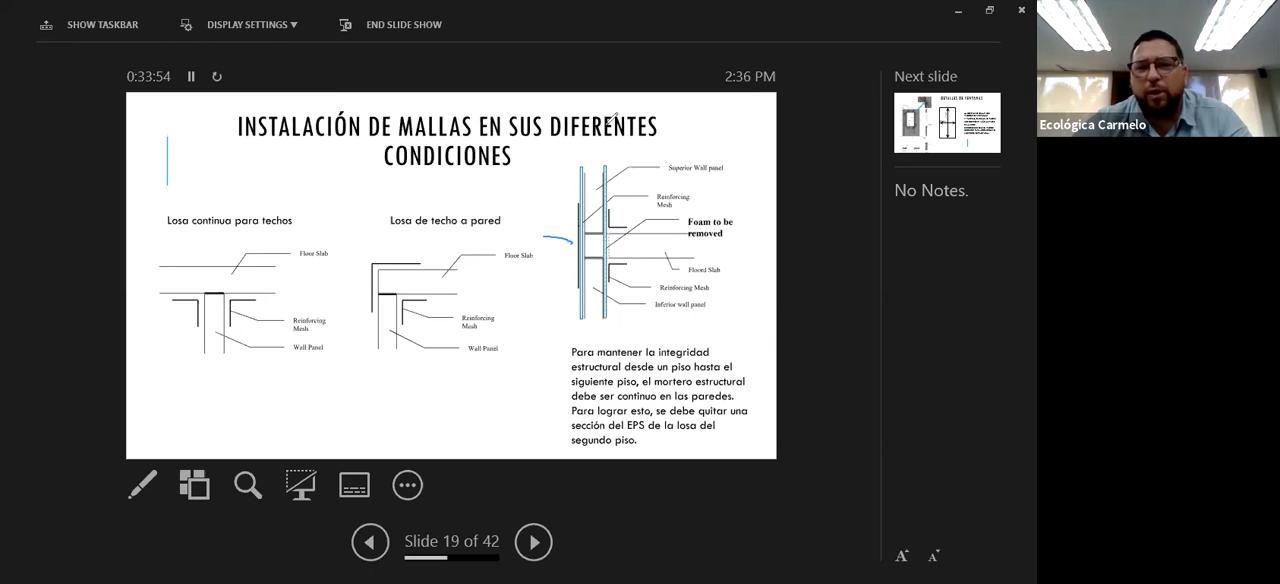 SHOW TASKBAR
DISPLAY SETTINGS
END SLIDE SHOW
0:33:54
2:36 PM
INSTALACIÓN DE MALLAS EN SUS DIFERENTES
CONDICIONES
Losa continua para techos
Floor Slab
Reinforcing
Mesh
Wall Panel
Losa de techo a pared
Floor Slab
Reinforcing
Mesh
Wall Panel
Superior Wall panel
Reinforcing
Mesh
Foam to be
removed
Floord Slab
Reinforcing Mesh
Inferior wall panel
Para mantener la integridad
estructural desde un piso hasta el
siguiente piso, el mortero estructural
debe ser continuo en las paredes.
Para lograr esto, se debe quitar una
sección del EPS de la losa del
segundo piso.
Slide 19 of 42
Next slide
DETALLES DE VENTANAS
No Notes.
A A
Ecológica Carmelo